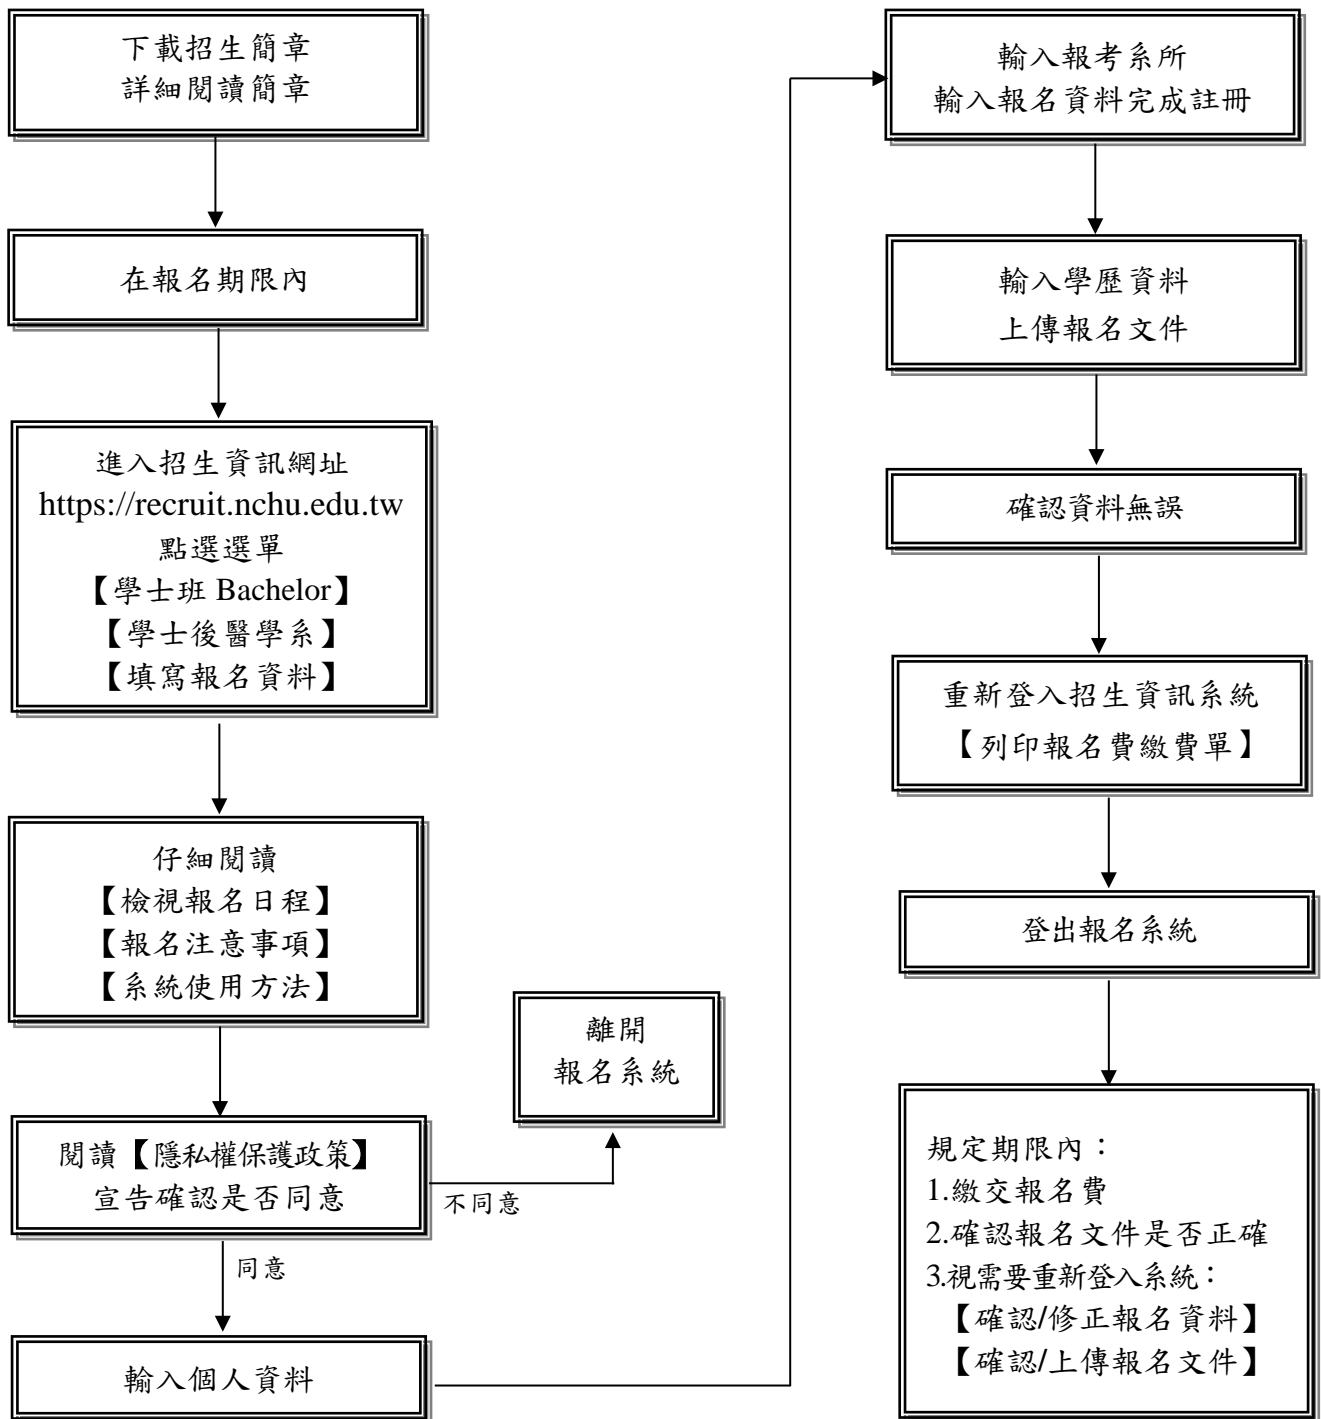 下載招生簡章
詳細閱讀簡章
在報名期限內
進入招生資訊網址
https://recruit.nchu.edu.tw
點選選單
【學士班 Bachelor】
【學士後醫學系】
【填寫報名資料】
仔細閱讀
【檢視報名日程】
【報名注意事項】
【系統使用方法】
離開
報名系統
閱讀【隱私權保護政策】
宣告確認是否同意
不同意
同意
輸入個人資料
輸入報考系所
輸入報名資料完成註冊
輸入學歷資料
上傳報名文件
確認資料無誤
重新登入招生資訊系統
【列印報名費繳費單】
登出報名系統
規定期限內：
1.繳交報名費
2.確認報名文件是否正確
3.視需要重新登入系統：
【確認/修正報名資料】
【確認/上傳報名文件】